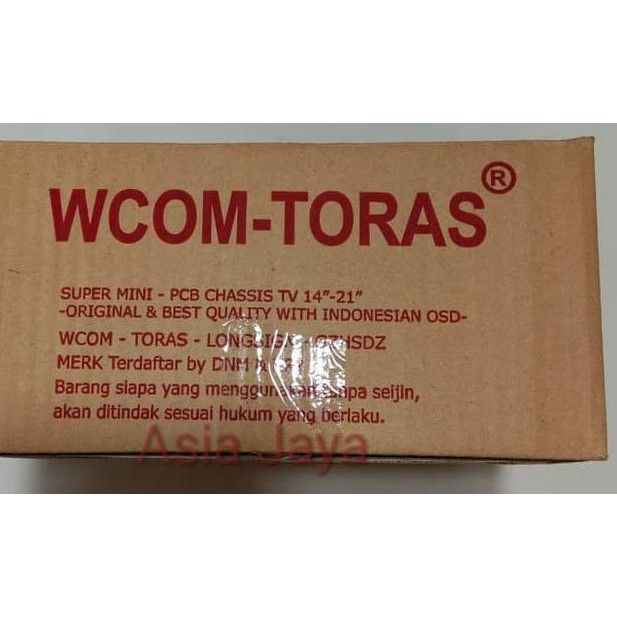 WCOM-TORAS®
SUPER MINI - PCB CHASSIS TV 14"-21"
-ORIGINAL & BEST QUALITY WITH INDONESIAN OSD-
WCOM - TORAS - LONGSIGN
MERK Terdaftar by DNM
Barang siapa yang menggunakan tanpa seijin,
akan ditindak sesuai hukum yang berlaku.
Asia Jaya